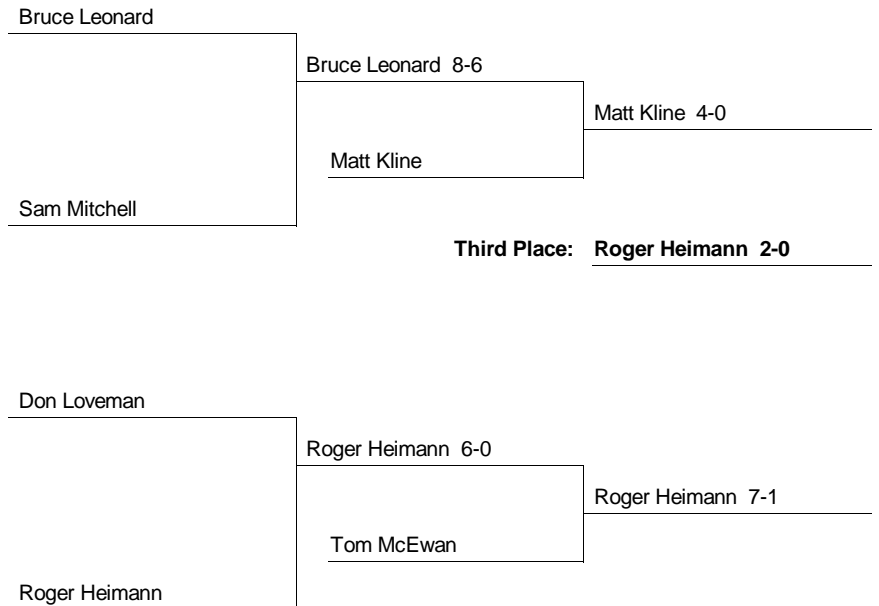 Bruce Leonard
Bruce Leonard 8-6
Matt Kline 4-0
Matt Kline
Sam Mitchell
Third Place: Roger Heimann 2-0
Don Loveman
Roger Heimann 6-0
Roger Heimann 7-1
Tom McEwan
Roger Heimann